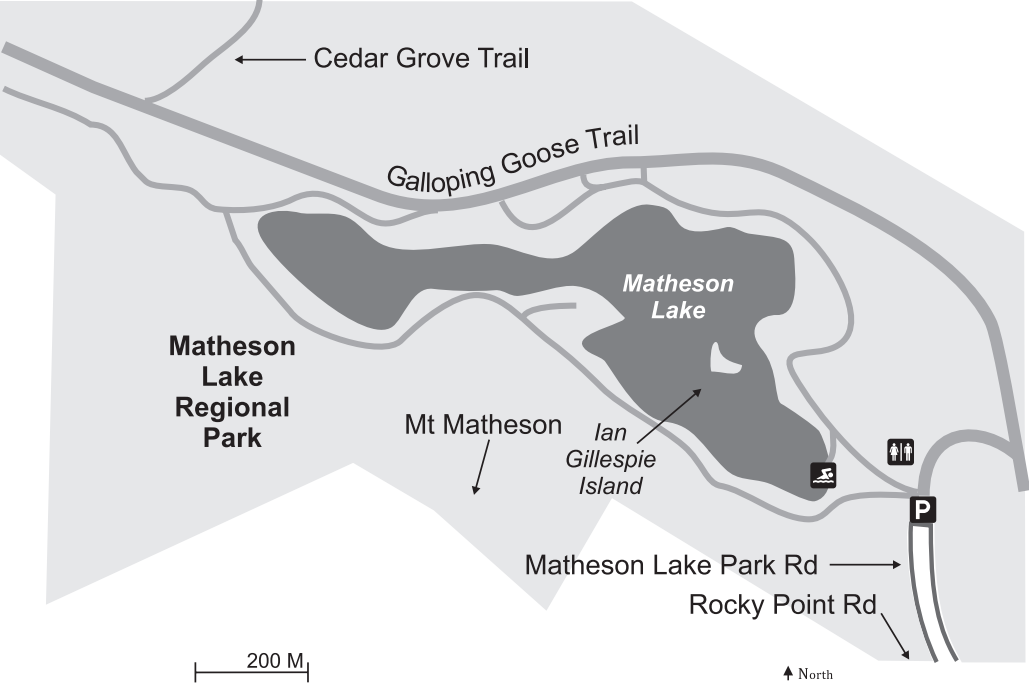 Cedar Grove Trail
Galloping Goose Trail
Matheson
Lake
Matheson
Lake
Regional
Park
Mt Matheson
Ian
Gillespie
Island
P
Matheson Lake Park Rd
Rocky Point Rd
200 M
North